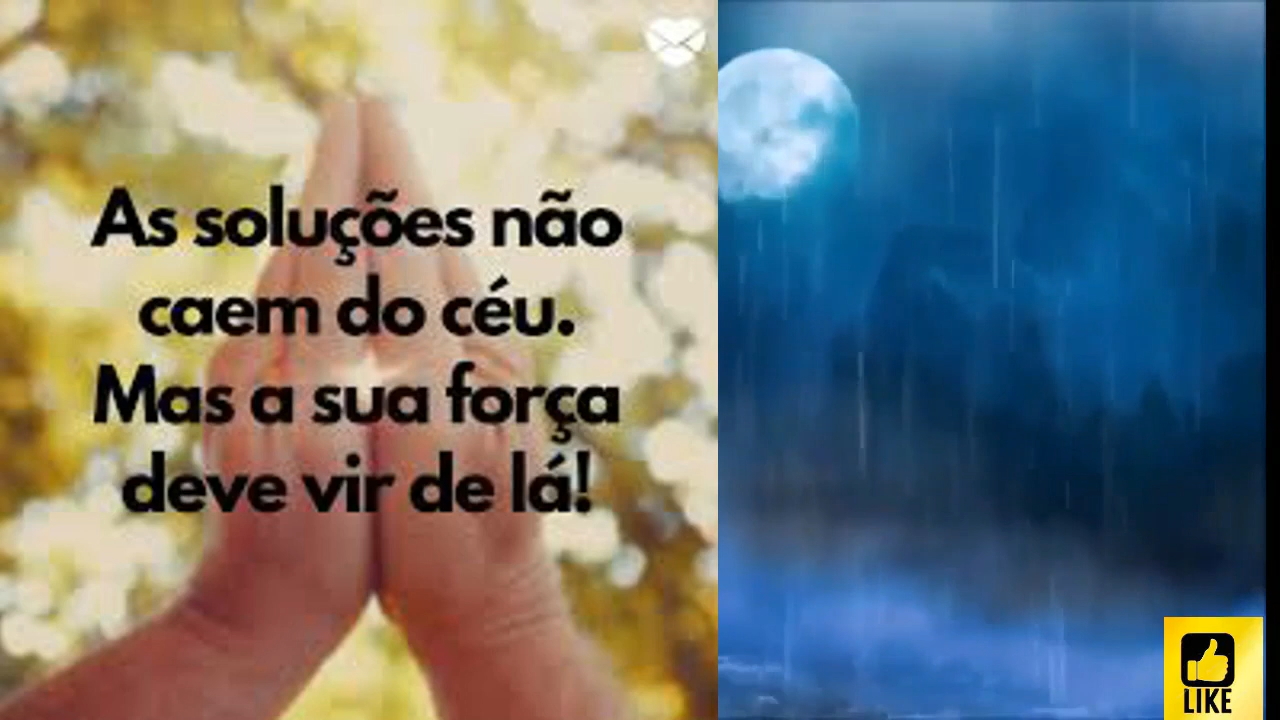 As soluções não
caem do céu.
Mas a sua força
deve vir de lá!
LIKE